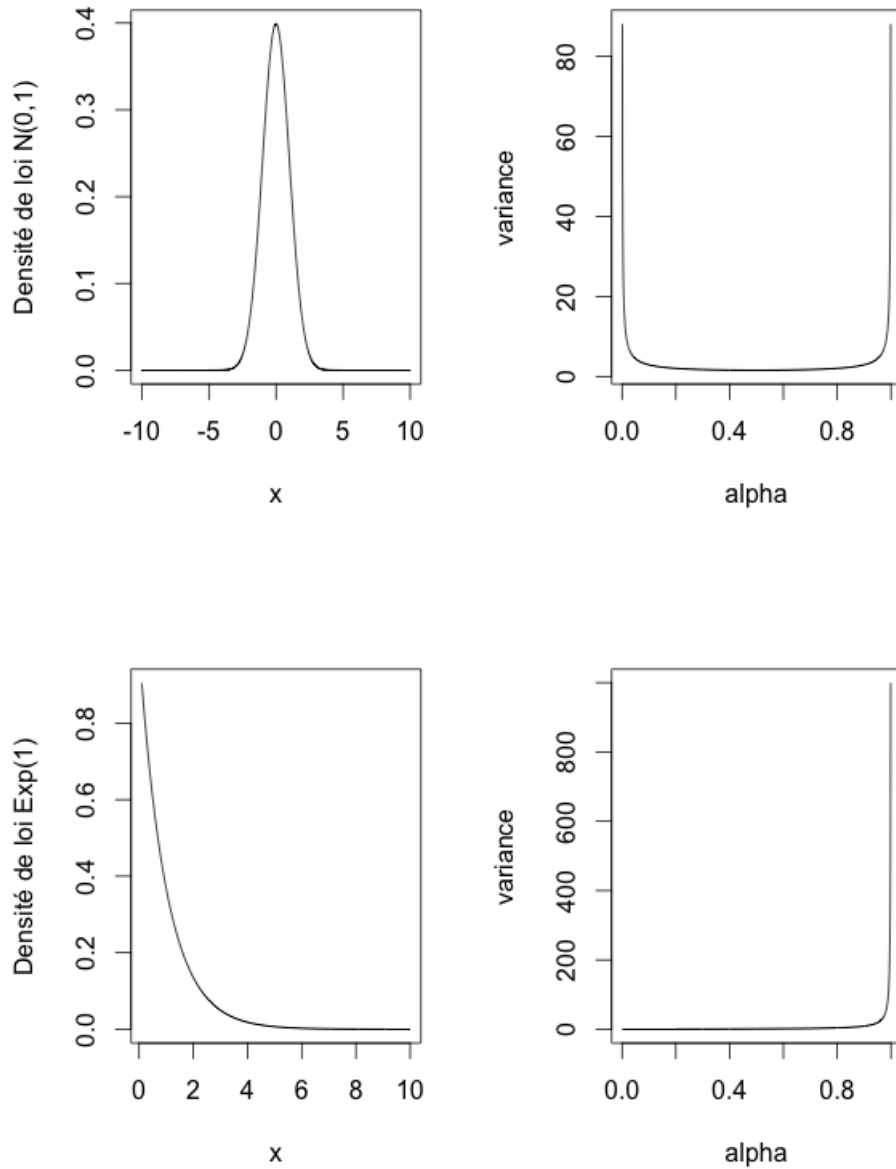 Densité de loi N(0,1)
0.0 0.1 0.2 0.3 0.4
-10 -5 0 5 10
x
variance
0 20 40 60 80
0.0 0.4 0.8
alpha
Densité de loi Exp(1)
0.0 0.2 0.4 0.6 0.8
0 2 4 6 8 10
x
variance
0 200 400 600 800
0.0 0.4 0.8
alpha